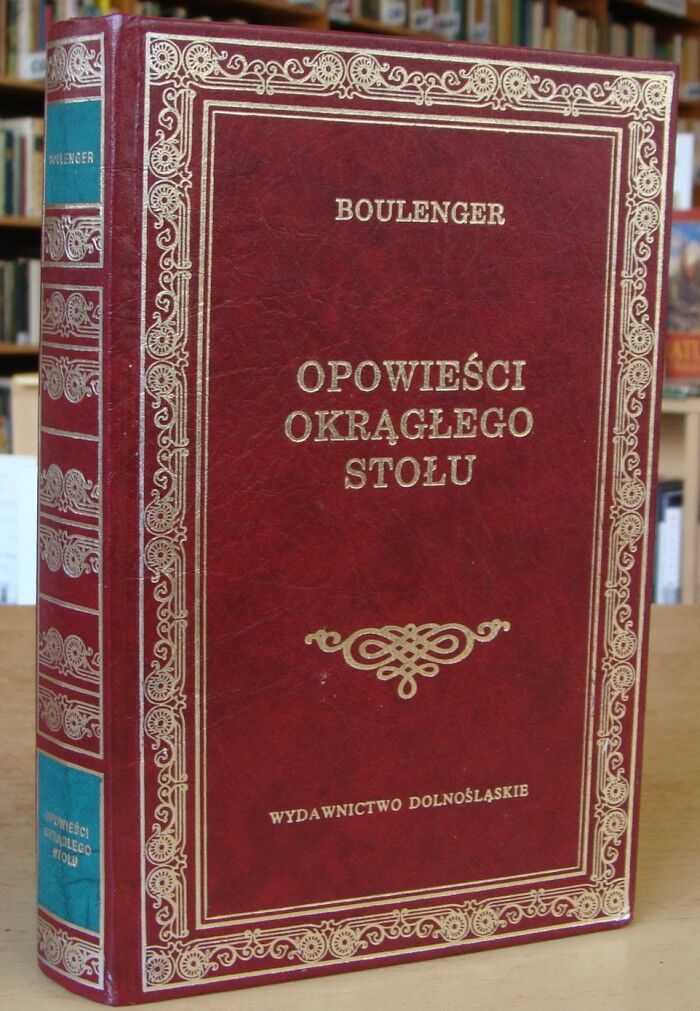 BOULENGER
OPOWIEŚCI
OKRĄGŁEGO
STOŁU
BOULENGER
OPOWIEŚCI
OKRĄGŁEGO
STOŁU
WYDAWNICTWO DOLNOŚLĄSKIE